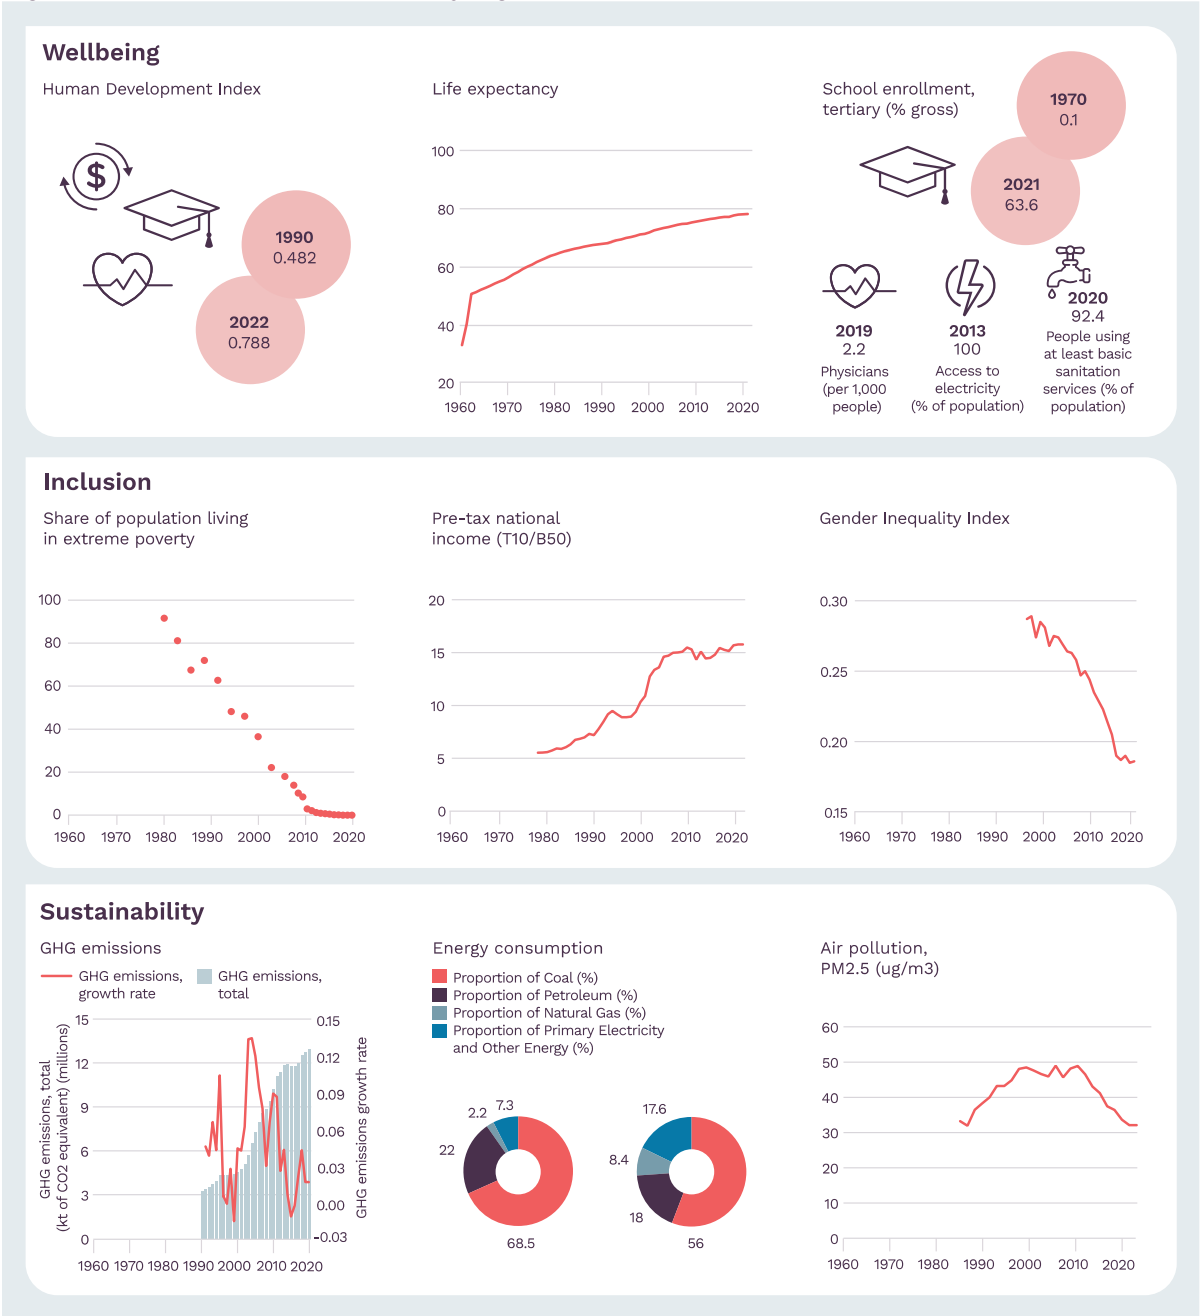 Wellbeing
Human Development Index
$
1990
0.482
2022
0.788
Life expectancy
100
80
60
40
20
1960 1970 1980 1990 2000 2010 2020
School enrollment,
tertiary (% gross)
1970
0.1
2021
63.6
2019
2.2
Physicians
(per 1,000
people)
2013
100
Access to
electricity
(% of population)
2020
92.4
People using
at least basic
sanitation
services (% of
population)
Inclusion
Share of population living
in extreme poverty
100
80
60
40
20
0
1960 1970 1980 1990 2000 2010 2020
Pre-tax national
income (T10/B50)
20
15
10
5
0
1960 1970 1980 1990 2000 2010 2020
Gender Inequality Index
0.30
0.25
0.20
0.15
1960 1970 1980 1990 2000 2010 2020
Sustainability
GHG emissions
GHG emissions,
growth rate
GHG emissions,
total
GHG emissions, total
(kt of CO2 equivalent) (millions)
15
12
9
6
3
0
0.15
0.12
0.09
0.06
0.03
0.00
-0.03
GHG emissions growth rate
1960 1970 1980 1990 2000 2010 2020
Energy consumption
Proportion of Coal (%)
Proportion of Petroleum (%)
Proportion of Natural Gas (%)
Proportion of Primary Electricity
and Other Energy (%)
2.2 7.3
22
68.5
17.6
8.4
18
56
Air pollution,
PM2.5 (ug/m3)
60
50
40
30
20
10
0
1960 1970 1980 1990 2000 2010 2020